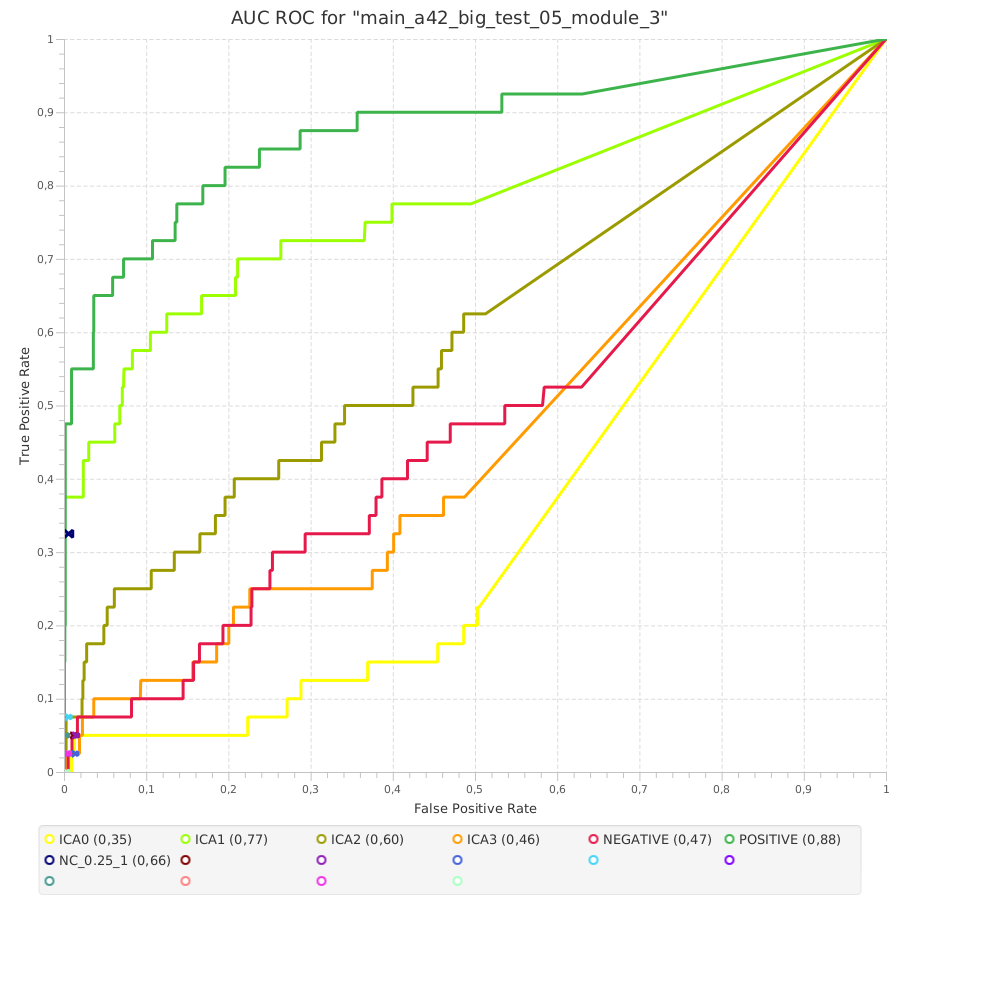 AUC ROC for "main_a42_big_test_05_module_3"
1
0,9
0,8
0,7
0,6
0,5
0,4
0,3
0,2
0,1
0
True Positive Rate
0 0,1 0,2 0,3 0,4 0,5 0,6 0,7 0,8 0,9 1
False Positive Rate
ICA0 (0,35) ICA1 (0,77) ICA2 (0,60) ICA3 (0,46) NEGATIVE (0,47) POSITIVE (0,88)
NC_0.25_1 (0,66)